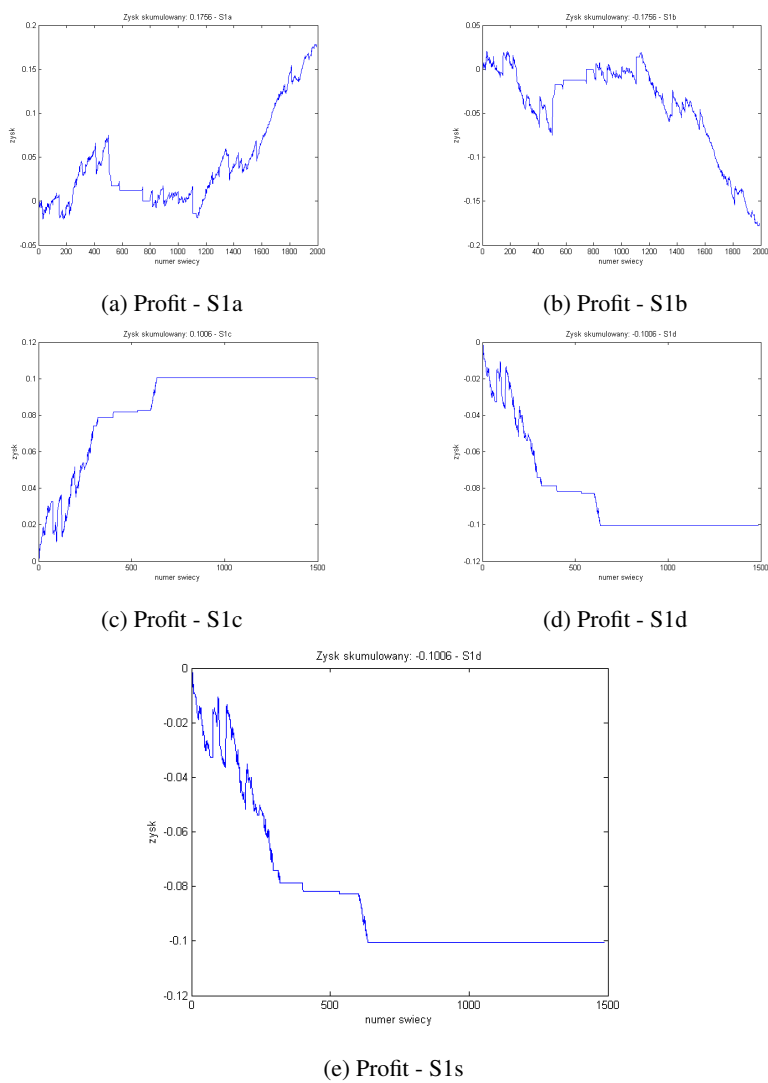 Zysk skumulowany: 0.1756 - S1a
0.2
0.15
0.1
0.05
0
-0.05
zysk
0 200 400 600 800 1000 1200 1400 1600 1800 2000
numer swiecy
(a) Profit - S1a
Zysk skumulowany: -0.1756 - S1b
0.05
0
-0.05
-0.1
-0.15
-0.2
zysk
0 200 400 600 800 1000 1200 1400 1600 1800 2000
numer swiecy
(b) Profit - S1b
Zysk skumulowany: 0.1006 - S1c
0.12
0.1
0.08
0.06
0.04
0.02
0
zysk
0 500 1000 1500
numer swiecy
(c) Profit - S1c
Zysk skumulowany: -0.1006 - S1d
0
-0.02
-0.04
-0.06
-0.08
-0.1
-0.12
zysk
0 500 1000 1500
numer swiecy
(d) Profit - S1d
Zysk skumulowany: -0.1006 - S1d
0
-0.02
-0.04
-0.06
-0.08
-0.1
-0.12
zysk
0 500 1000 1500
numer swiecy
(e) Profit - S1s